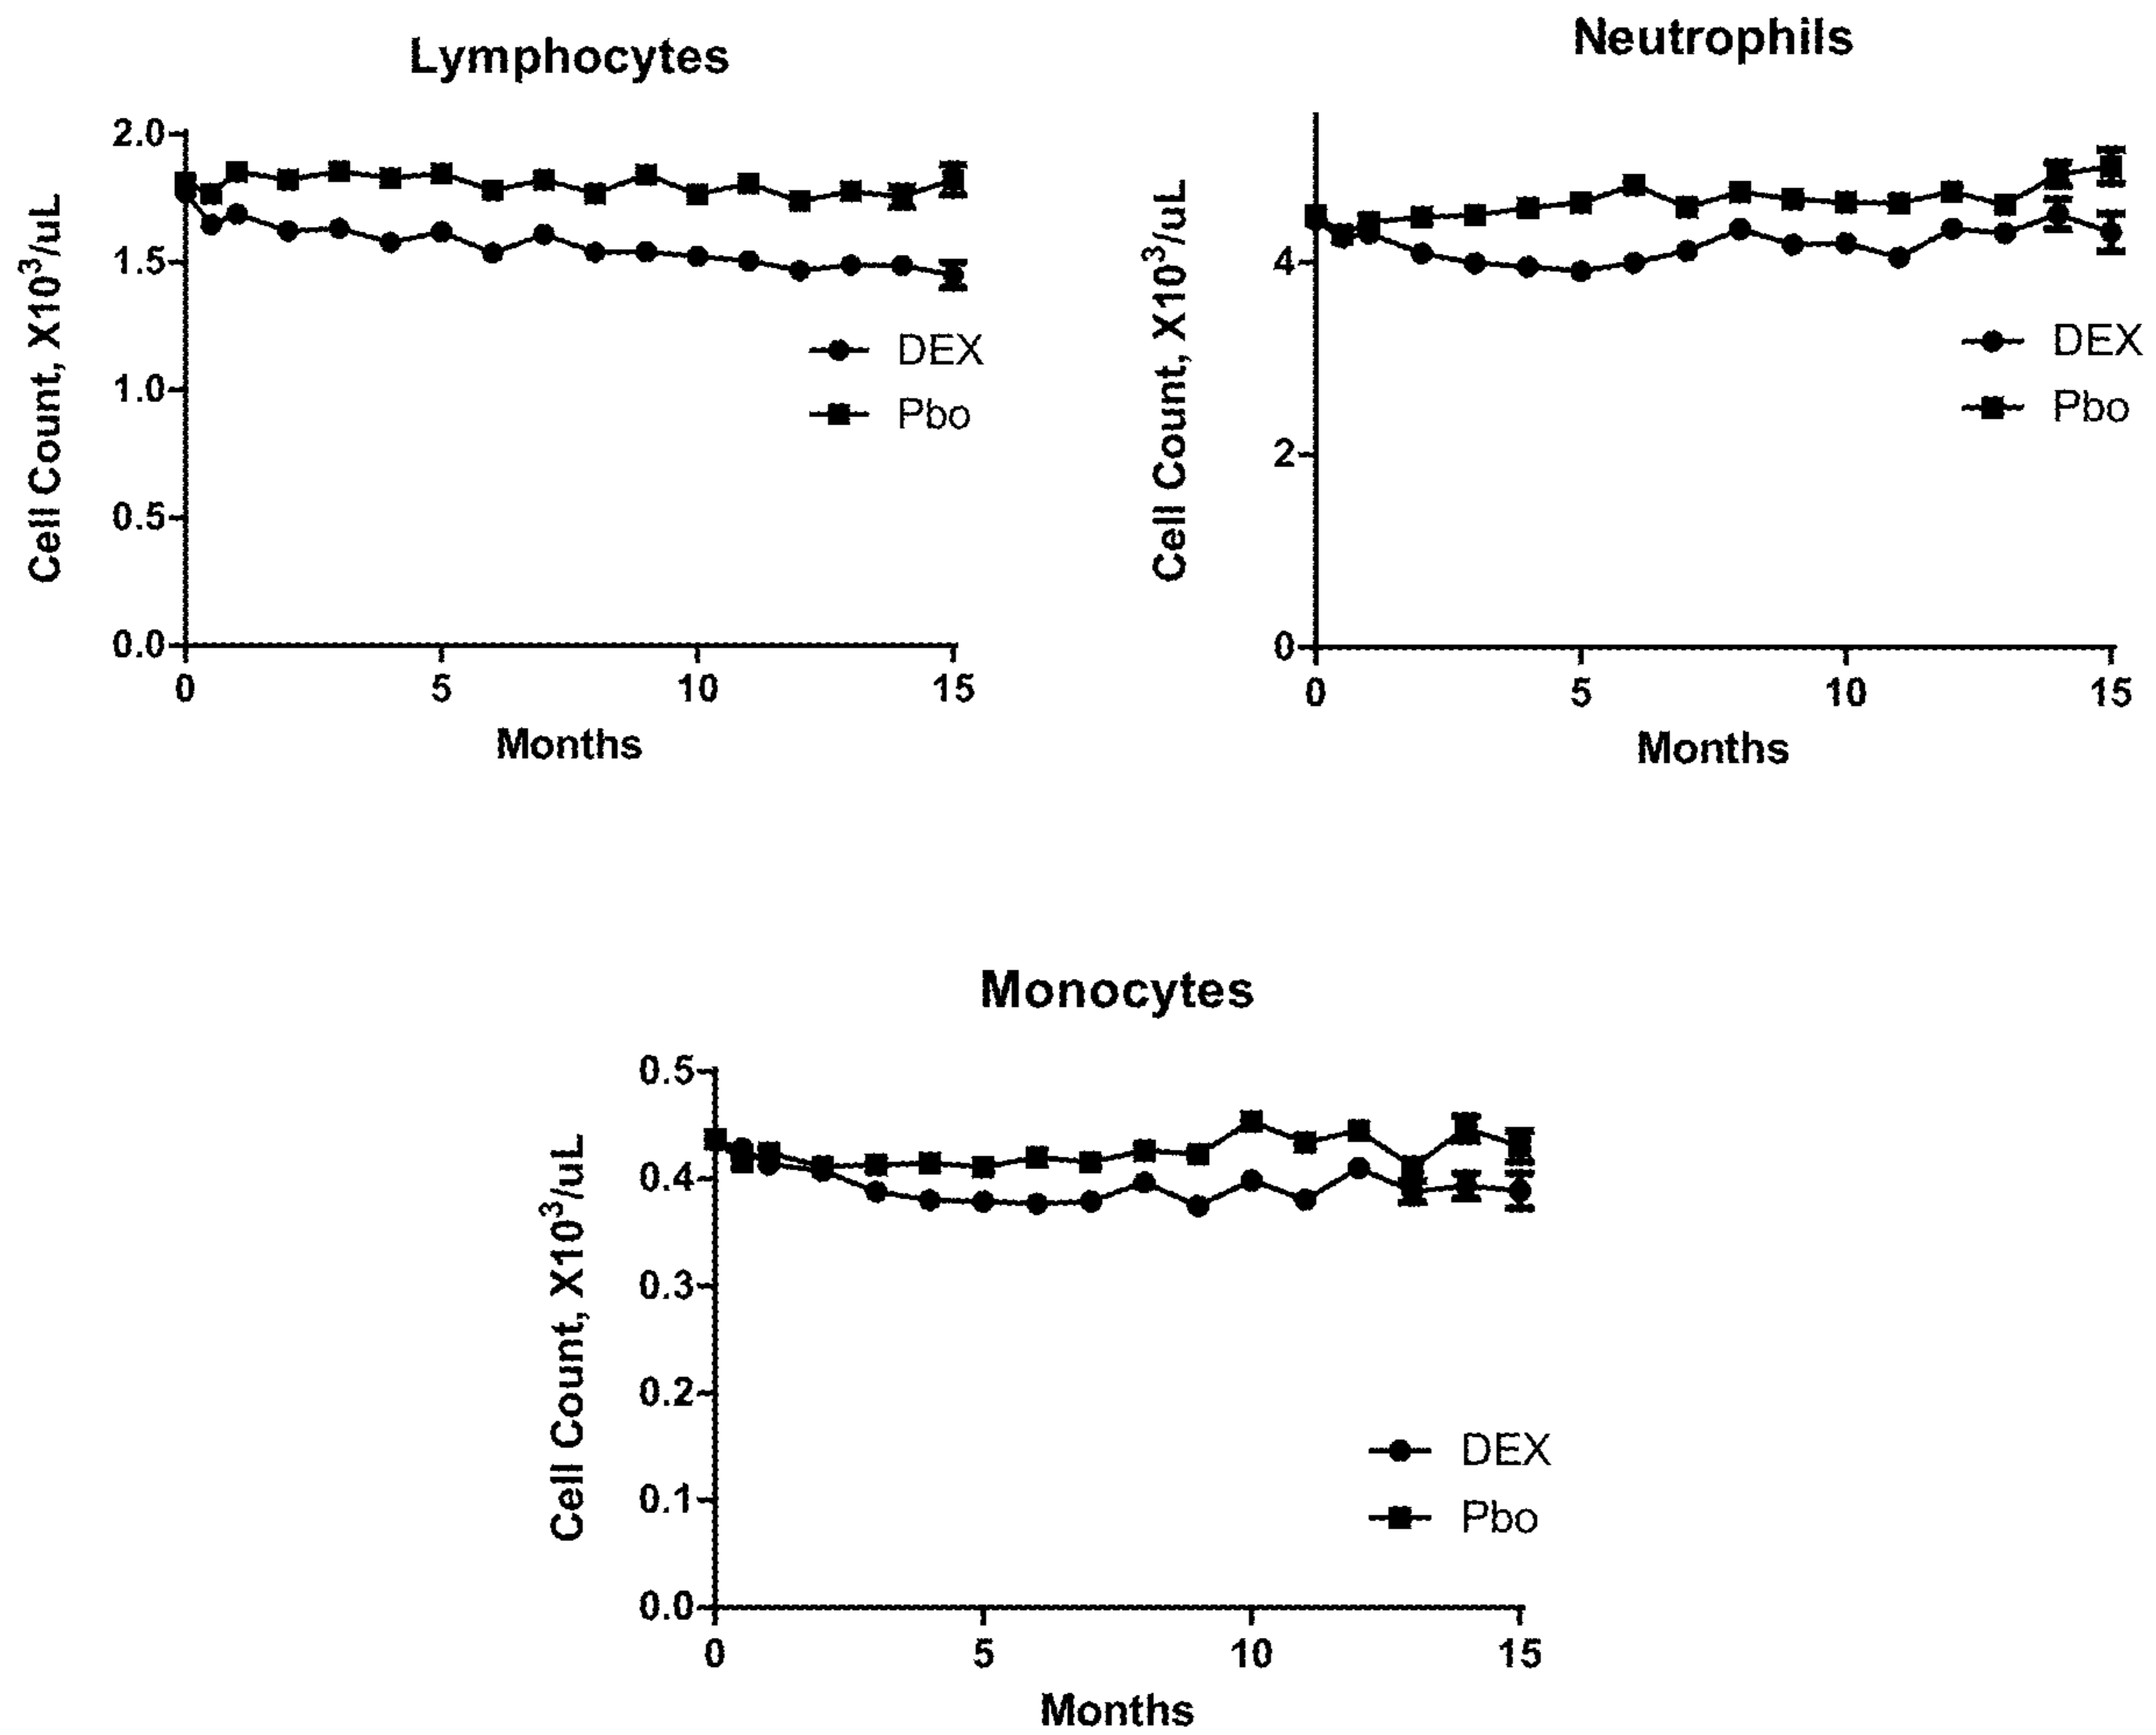 Lymphocytes
Cell Count, X10³/uL
2.0
1.5
1.0
0.5
0.0
0 5 10 15
Months
DEX
Pbo
Neutrophils
Cell Count, X10³/uL
4
2
0
0 5 10 15
Months
DEX
Pbo
Monocytes
Cell Count, X10³/uL
0.5
0.4
0.3
0.2
0.1
0.0
0 5 10 15
Months
DEX
Pbo